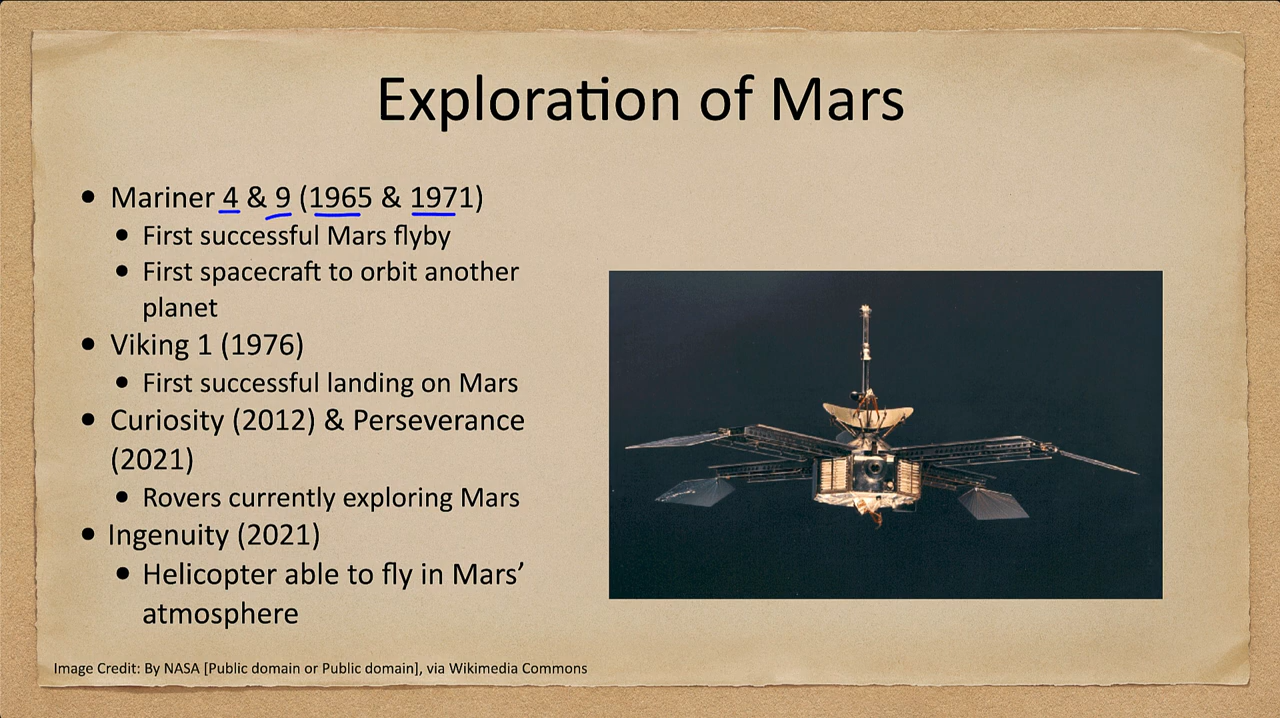 Exploration of Mars
• Mariner 4 & 9 (1965 & 1971)
• First successful Mars flyby
• First spacecraft to orbit another
planet
• Viking 1 (1976)
• First successful landing on Mars
• Curiosity (2012) & Perseverance
(2021)
• Rovers currently exploring Mars
• Ingenuity (2021)
• Helicopter able to fly in Mars’
atmosphere
Image Credit: By NASA [Public domain or Public domain], via Wikimedia Commons